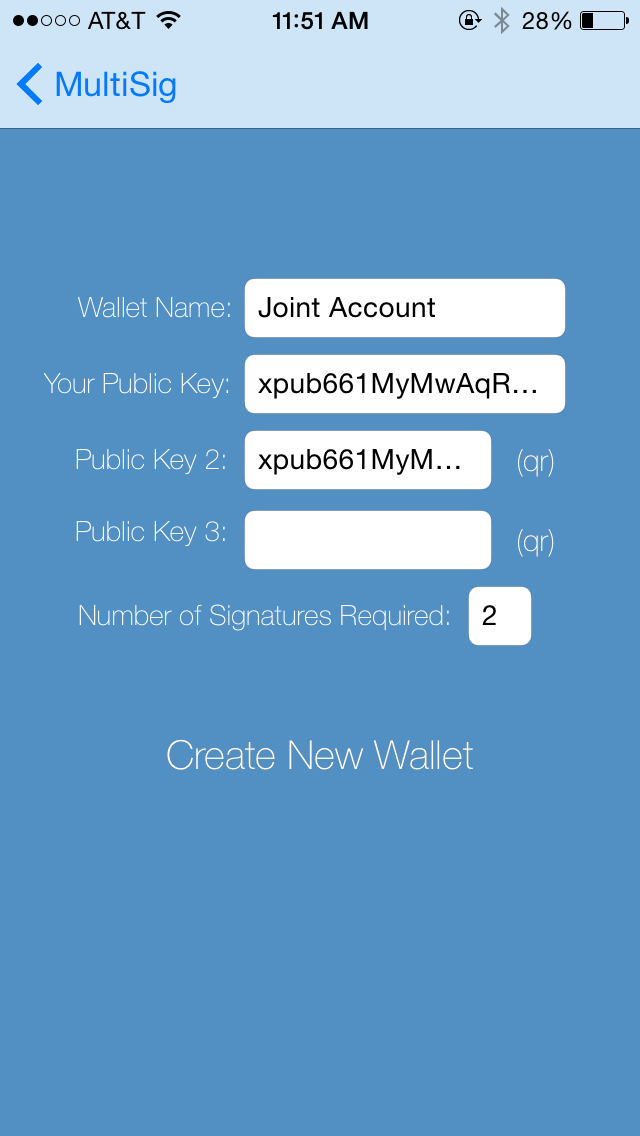 AT&T 11:51 AM 28%
MultiSig
Wallet Name: Joint Account
Your Public Key: xpub661MyMwAqR...
Public Key 2: xpub661MyM... (qr)
Public Key 3: (qr)
Number of Signatures Required: 2
Create New Wallet